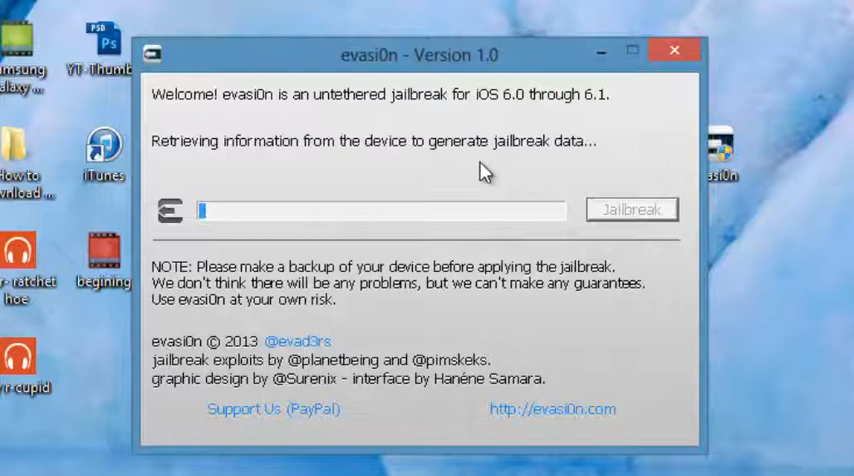 evasi0n - Version 1.0
Welcome! evasi0n is an untethered jailbreak for iOS 6.0 through 6.1.
Retrieving information from the device to generate jailbreak data...
Jailbreak
NOTE: Please make a backup of your device before applying the jailbreak.
We don't think there will be any problems, but we can't make any guarantees.
Use evasi0n at your own risk.
evasi0n © 2013 @evad3rs
jailbreak exploits by @planetbeing and @pimskeks.
graphic design by @Surenix - interface by Hanéne Samara.
Support Us (PayPal) http://evasi0n.com
PSD
Ps
amsung
alaxy ...
YT-Thumb
How to
wnload...
iTunes
r- ratchet
hoe
begining
r-cupid
asi0n